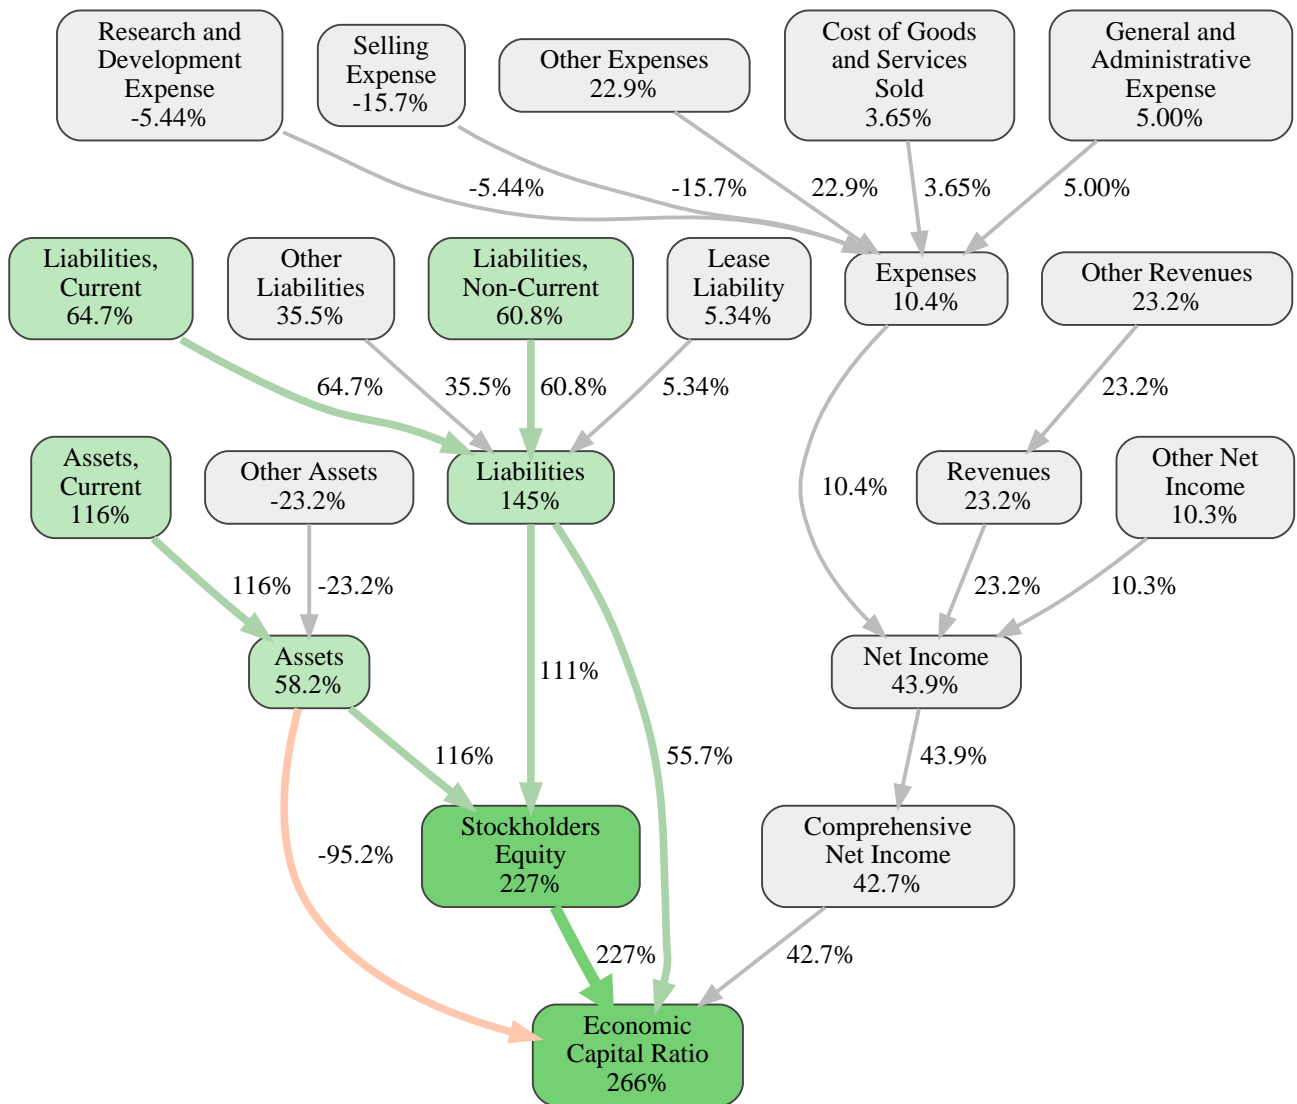 Research and
Development
Expense
-5.44%
Selling
Expense
-15.7%
Other Expenses
22.9%
Cost of Goods
and Services
Sold
3.65%
General and
Administrative
Expense
5.00%
-5.44%
-15.7%
22.9%
3.65%
5.00%
Liabilities,
Current
64.7%
Other
Liabilities
35.5%
Liabilities,
Non-Current
60.8%
Lease
Liability
5.34%
Expenses
10.4%
Other Revenues
23.2%
64.7%
35.5%
60.8%
5.34%
23.2%
Assets,
Current
116%
Other Assets
-23.2%
Liabilities
145%
10.4%
Revenues
23.2%
Other Net
Income
10.3%
116%
-23.2%
23.2%
10.3%
Assets
58.2%
111%
Net Income
43.9%
116%
55.7%
43.9%
-95.2%
Stockholders
Equity
227%
Comprehensive
Net Income
42.7%
227%
42.7%
Economic
Capital Ratio
266%